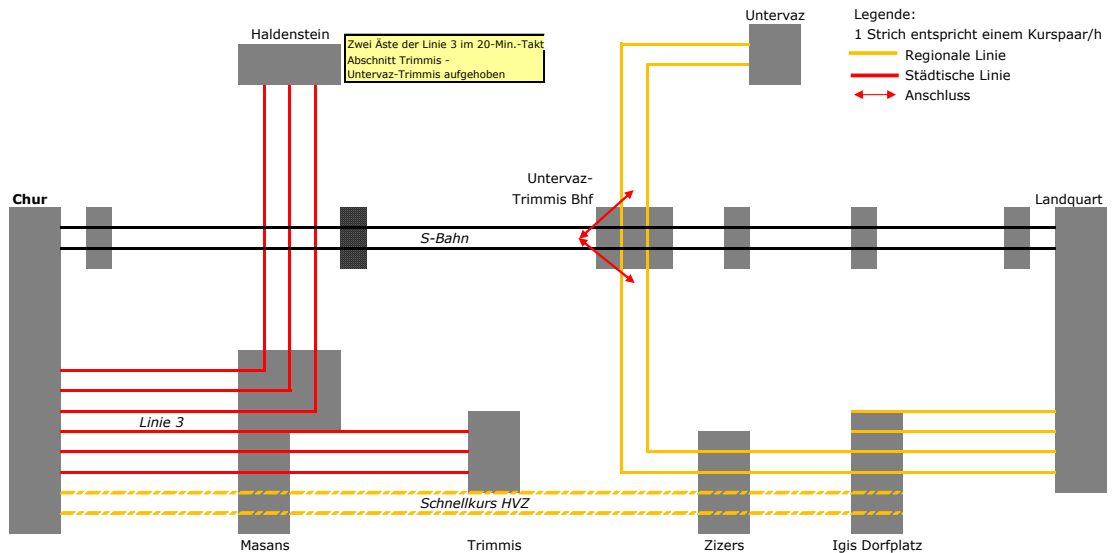 Untervaz
Legende:
1 Strich entspricht einem Kurspaar/h
Regionale Linie
Städtische Linie
Anschluss
Haldenstein
Zwei Äste der Linie 3 im 20-Min.-Takt
Abschnitt Trimmis -
Untervaz-Trimmis aufgehoben
Untervaz-
Trimmis Bhf
Chur
Landquart
S-Bahn
Linie 3
Schnellkurs HVZ
Masans
Trimmis
Zizers
Igis Dorfplatz